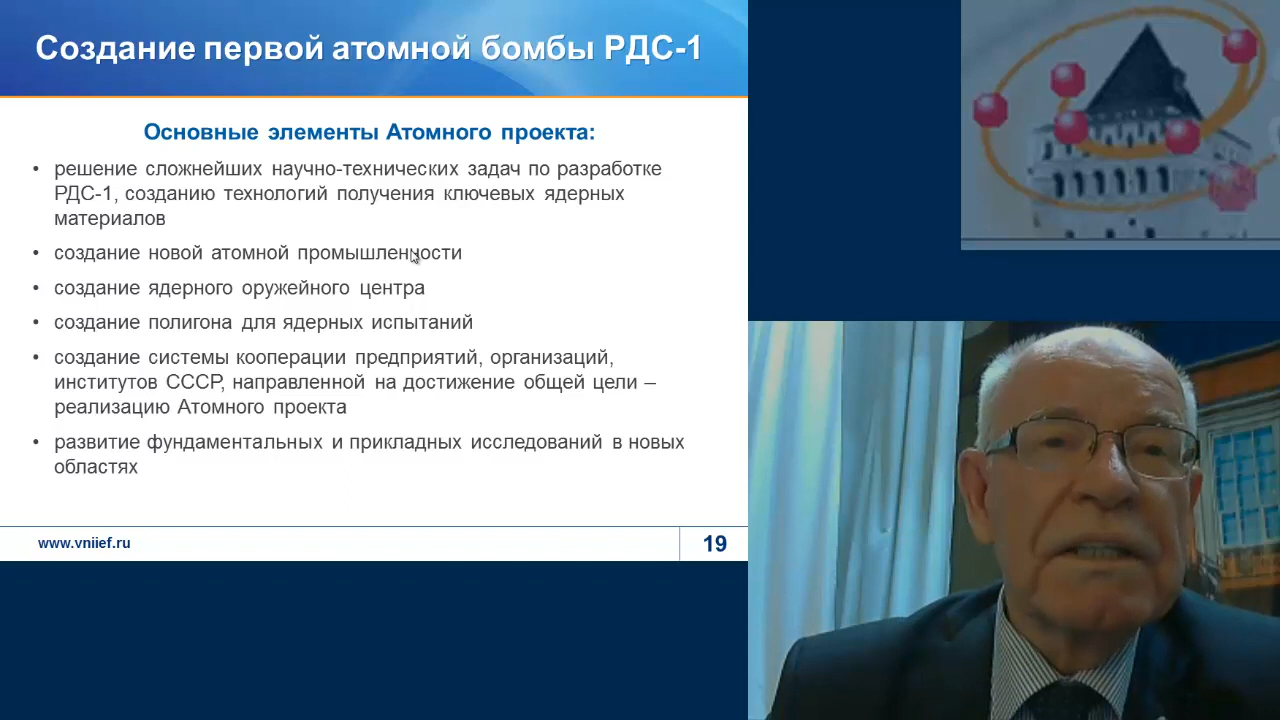 Создание первой атомной бомбы РДС-1
Основные элементы Атомного проекта:
• решение сложнейших научно-технических задач по разработке
РДС-1, созданию технологий получения ключевых ядерных
материалов
• создание новой атомной промышленности
• создание ядерного оружейного центра
• создание полигона для ядерных испытаний
• создание системы кооперации предприятий, организаций,
институтов СССР, направленной на достижение общей цели –
реализацию Атомного проекта
• развитие фундаментальных и прикладных исследований в новых
областях
www.vniief.ru
19